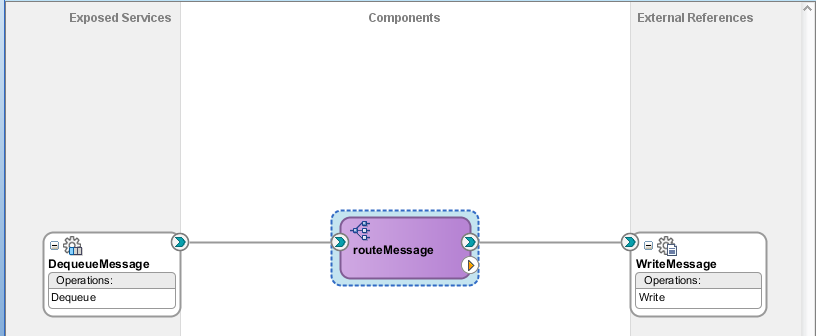 Exposed Services
Components
External References
routeMessage
DequeueMessage
Operations:
Dequeue
WriteMessage
Operations:
Write